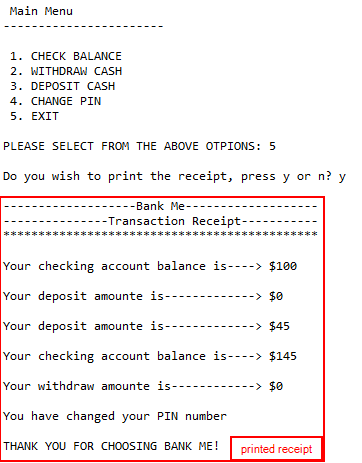 Main Menu
-----------------------
1. CHECK BALANCE
2. WITHDRAW CASH
3. DEPOSIT CASH
4. CHANGE PIN
5. EXIT
PLEASE SELECT FROM THE ABOVE OTPIONS: 5
Do you wish to print the receipt, press y or n? y
-------------------Bank Me-------------------
---------------Transaction Receipt-----------
*********************************************
Your checking account balance is----> $100
Your deposit amounte is-------------> $0
Your deposit amounte is-------------> $45
Your checking account balance is----> $145
Your withdraw amounte is------------> $0
You have changed your PIN number
THANK YOU FOR CHOOSING BANK ME!
printed receipt